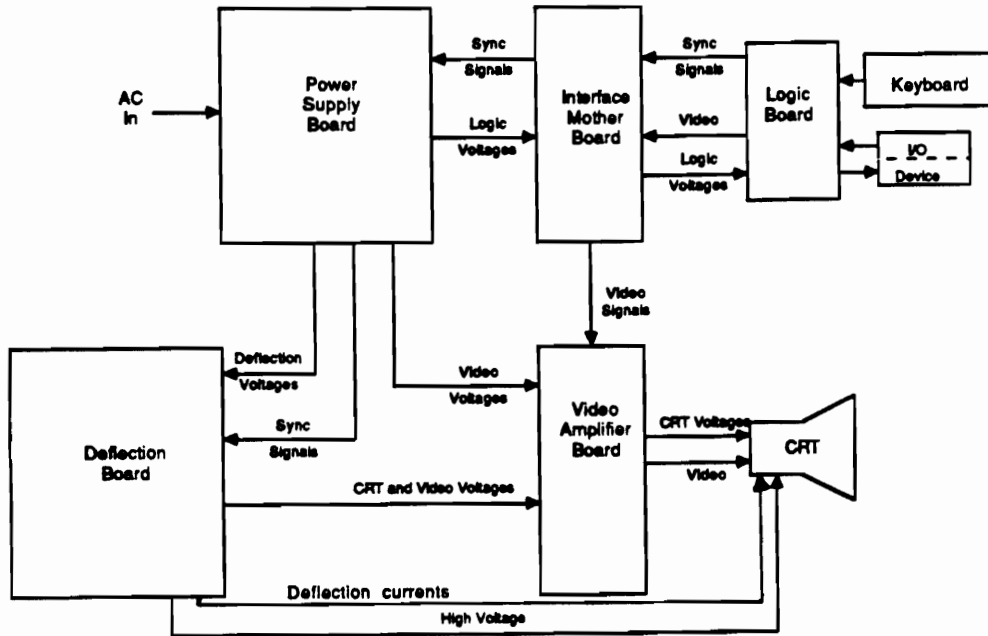 AC
In
Power
Supply
Board
Sync
Signals
Logic
Voltages
Interface
Mother
Board
Sync
Signals
Video
Logic
Voltages
Logic
Board
Keyboard
I/O
Device
Video
Signals
Deflection
Voltages
Sync
Signals
Video
Voltages
Deflection
Board
CRT and Video Voltages
Video
Amplifier
Board
CRT Voltages
Video
CRT
Deflection currents
High Voltage